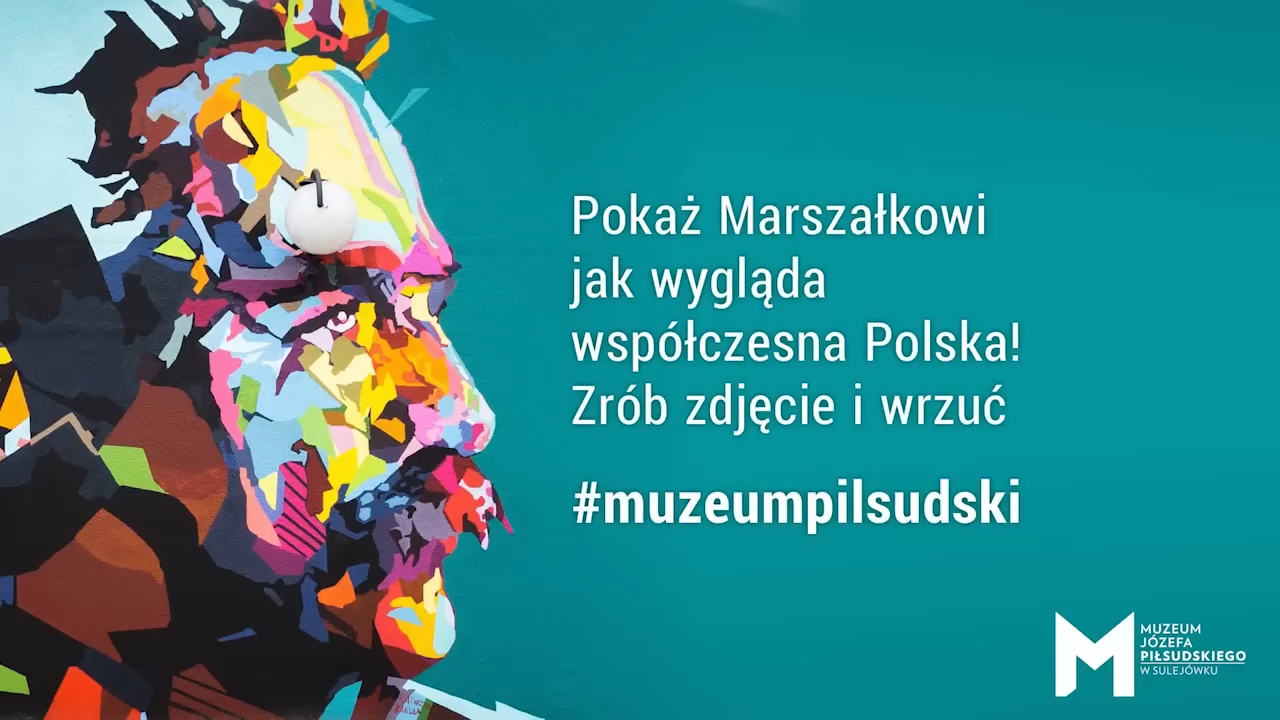 Pokaż Marszałkowi
jak wygląda
współczesna Polska!
Zrób zdjęcie i wrzuć
#muzeumpilsudski
MUZEUM
JÓZEFA
PIŁSUDSKIEGO
W SULEJÓWKU